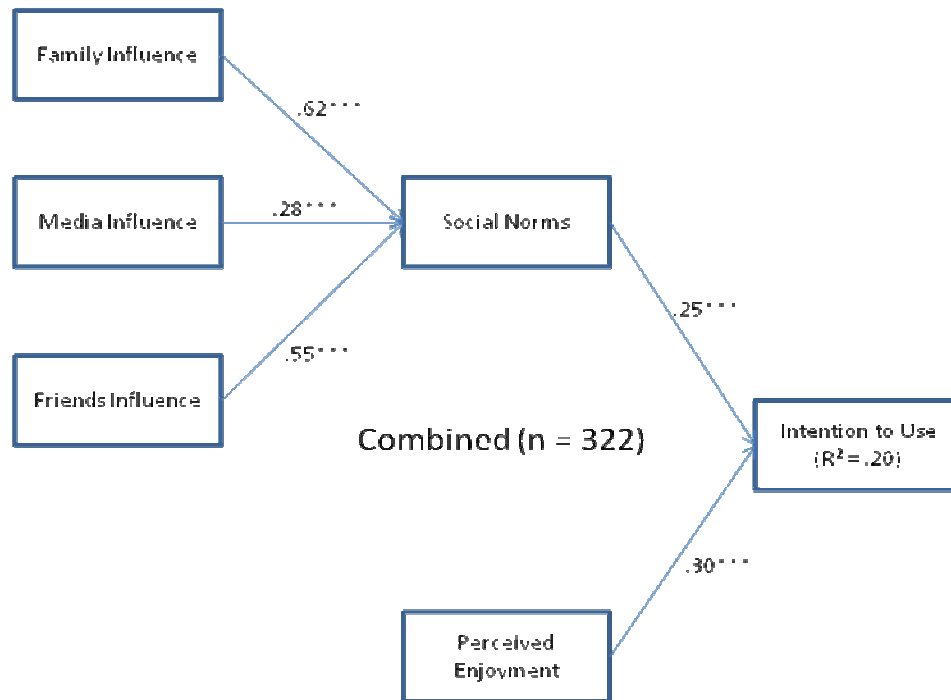 Family Influence
.62***
Media Influence
.28***
Social Norms
.25***
.55***
Friends Influence
Combined (n = 322)
Intention to Use
(R² = .20)
.30***
Perceived
Enjoyment